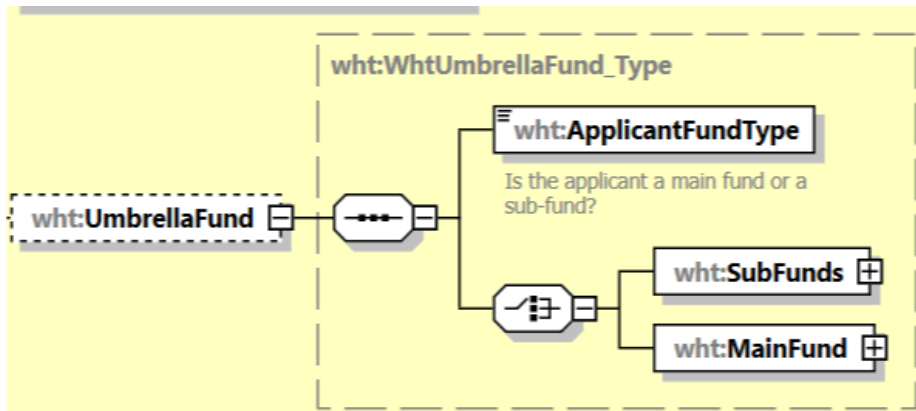 wht:WhtUmbrellaFund_Type
wht:ApplicantFundType
Is the applicant a main fund or a
sub-fund?
wht:UmbrellaFund
wht:SubFunds
wht:MainFund